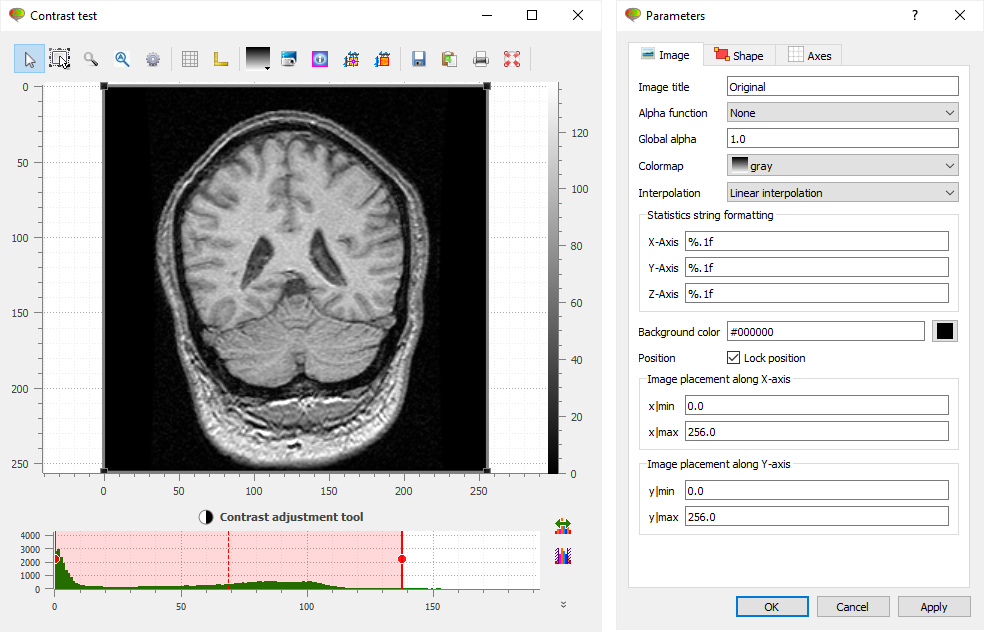 Contrast test
0
50
100
150
200
250
0
50
100
150
200
250
120
100
80
60
40
20
0
Contrast adjustment tool
4000
3000
2000
1000
0
0
50
100
150
Parameters
?
Image
Shape
Axes
Image title
Original
Alpha function
None
Global alpha
1.0
Colormap
gray
Interpolation
Linear interpolation
Statistics string formatting
X-Axis
%.1f
Y-Axis
%.1f
Z-Axis
%.1f
Background color
#000000
Position
Lock position
Image placement along X-axis
x|min
0.0
x|max
256.0
Image placement along Y-axis
y|min
0.0
y|max
256.0
OK
Cancel
Apply